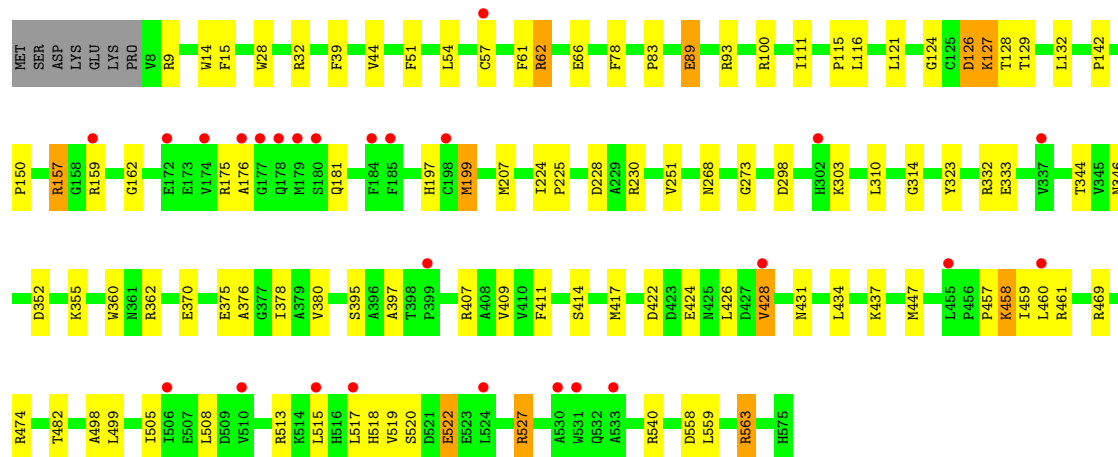 MET SER ASP LYS GLU LYS PRO V8 R9 W14 F15 W28 R32 F39 V44 F51 L54 C57 F61 R62 E66 F78 P83 E89 R93 R100 I111 P115 L116 L121 G124 C125 D126 K127 T128 T129 L132 P142
P150 R157 G158 R159 G162 E172 E173 V174 R175 A176 G177 Q178 M179 S180 Q181 F184 F185 H197 C198 M199 M207 I224 P225 D228 A229 R230 V251 N268 G273 D298 H302 K303 L310 G314 Y323 R332 E333 V337 T344 V345 N346
D352 K355 W360 N361 R362 E370 E375 A376 G377 I378 A379 V380 S395 A396 A397 T398 P399 R407 A408 V409 V410 F411 S414 M417 D422 D423 E424 N425 L426 D427 V428 N431 L434 K437 M447 L455 P456 P457 K458 I459 L460 R461 R469
R474 T482 A498 L499 I505 I506 E507 L508 D509 V510 R513 K514 L515 H516 L517 H518 V519 S520 D521 E522 E523 L524 R527 A530 W531 Q532 A533 R540 D558 L559 R563 H575